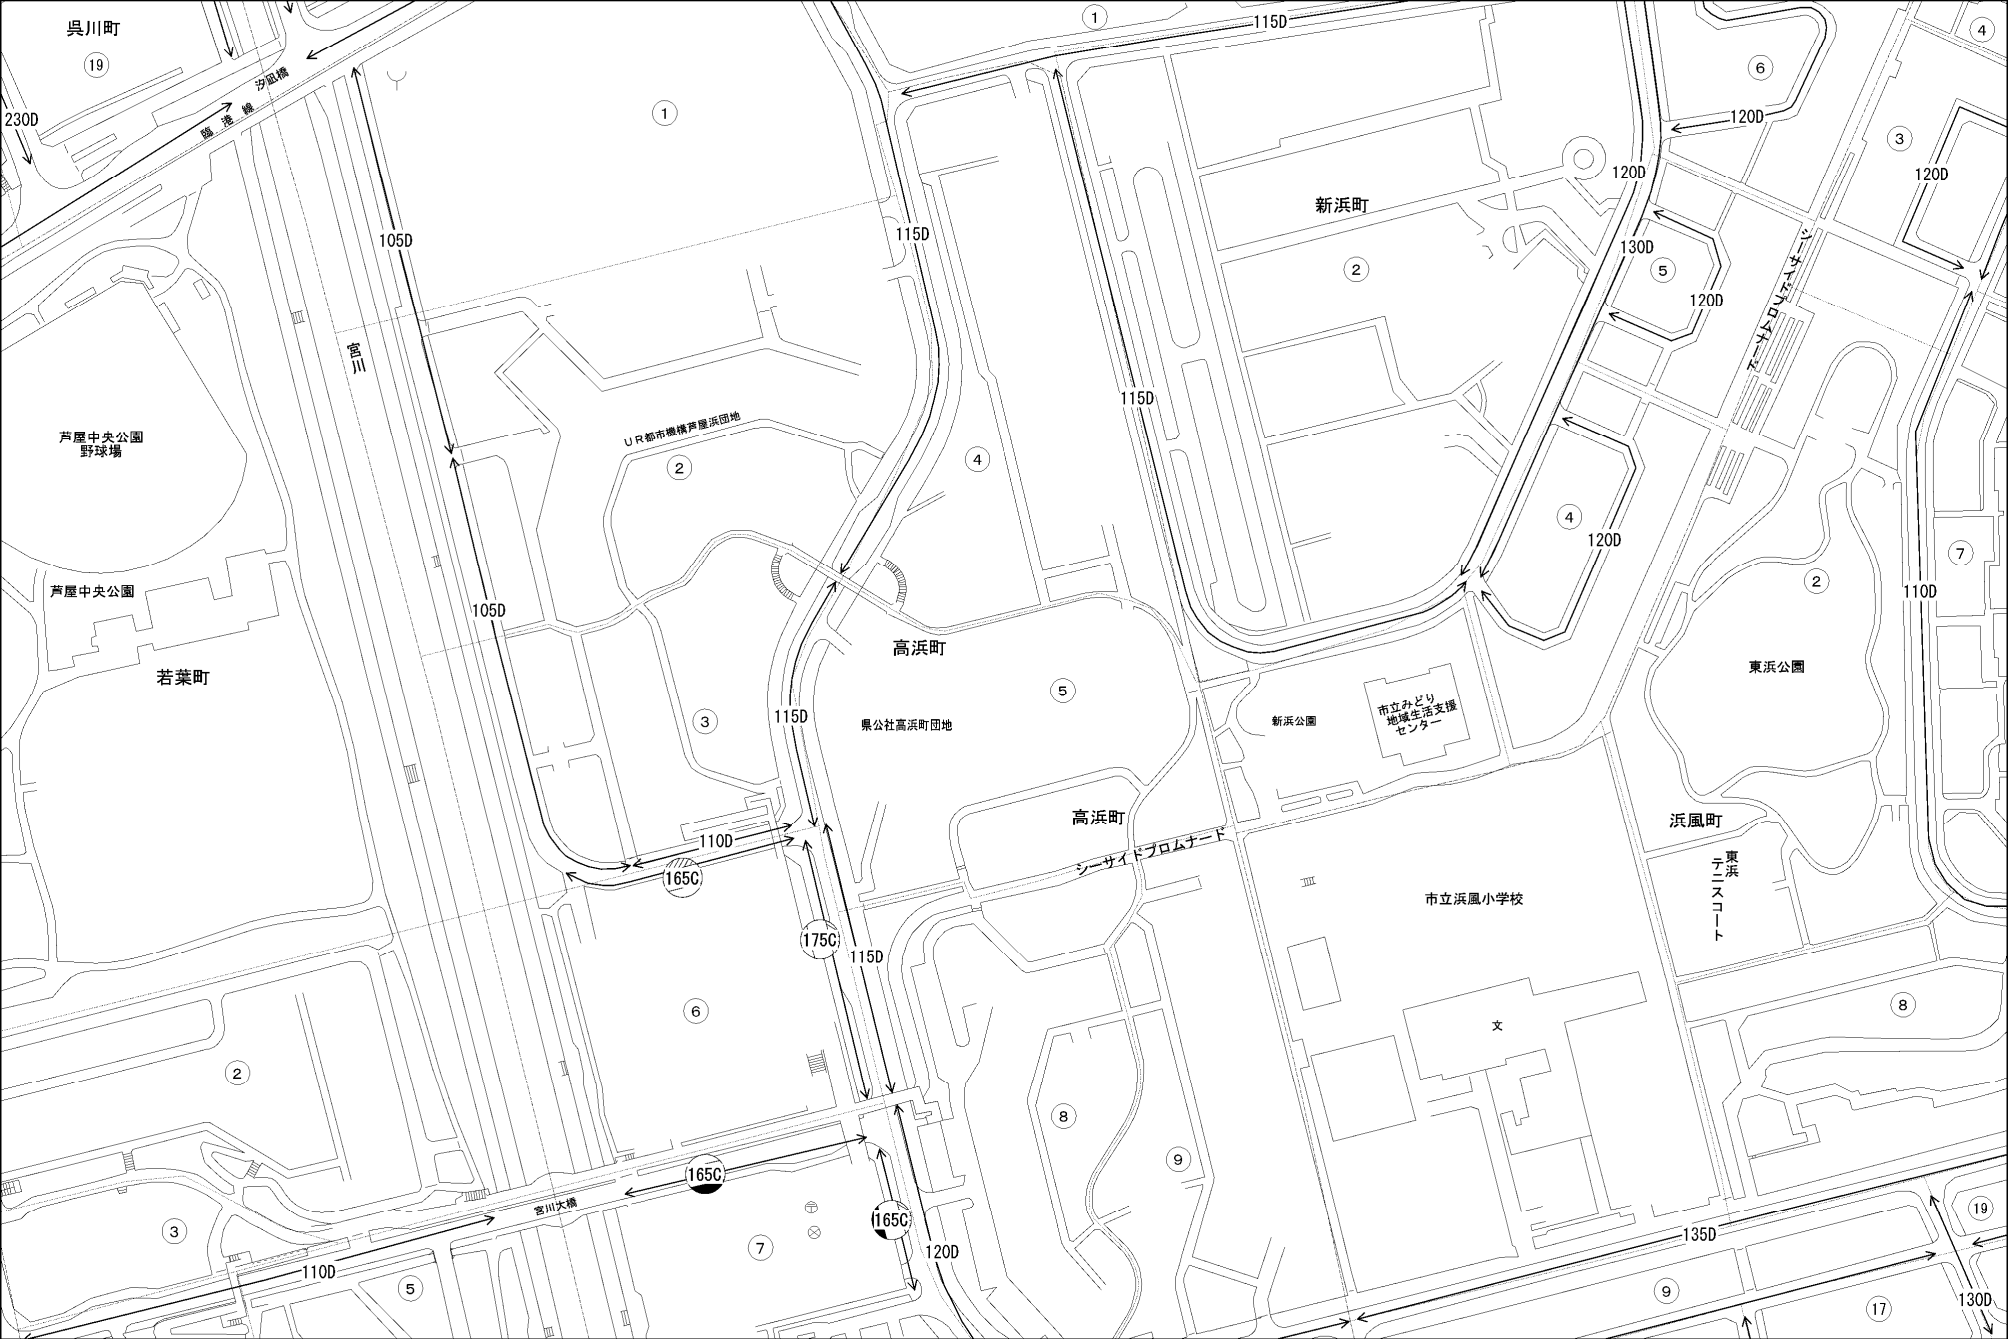 呉川町
19
230D
汐凪橋
臨港線
1
1
115D
6
4
120D
3
120D
120D
新浜町
シーサイドプロムナード
105D
115D
2
130D
5
120D
宮川
115D
芦屋中央公園
野球場
UR都市機構芦屋浜団地
2
4
4
120D
7
芦屋中央公園
105D
2
110D
若葉町
高浜町
5
東浜公園
3
115D
県公社高浜町団地
新浜公園
市立みどり
地域生活支援
センター
高浜町
浜風町
110D
シーサイドプロムナード
東浜
テニスコート
165C
市立浜風小学校
175C
115D
6
8
文
2
8
9
165C
宮川大橋
3
7
165C
120D
110D
5
135D
19
9
17
130D